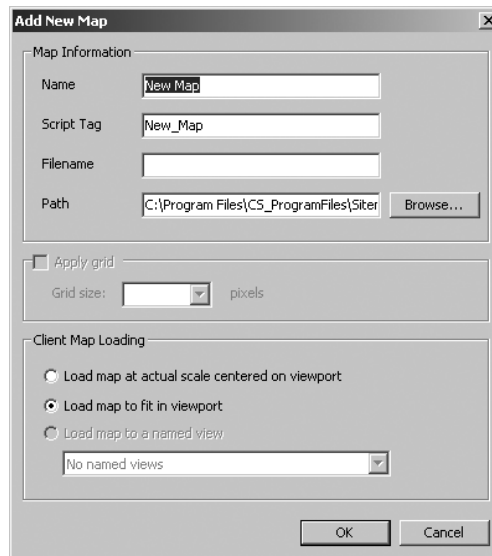 Add New Map
Map Information
Name New Map
Script Tag New_Map
Filename
Path C:\Program Files\CS_ProgramFiles\Siter Browse...
Apply grid
Grid size: pixels
Client Map Loading
Load map at actual scale centered on viewport
Load map to fit in viewport
Load map to a named view
No named views
OK Cancel